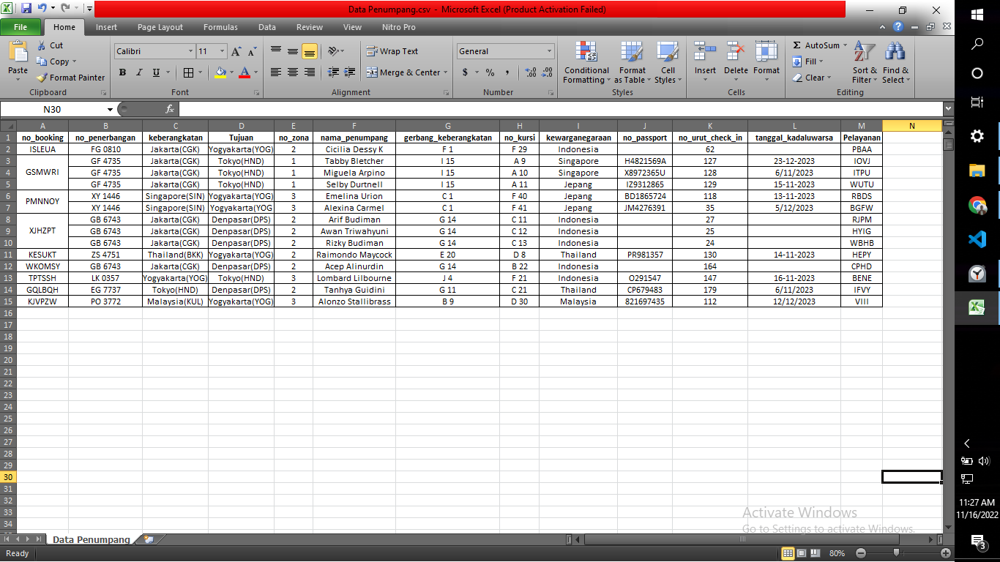 Data Penumpang.csv - Microsoft Excel (Product Activation Failed)
File Home Insert Page Layout Formulas Data Review View Nitro Pro
Paste
Cut
Copy
Format Painter
Clipboard
Calibri 11
B I U
Font
Wrap Text
Merge & Center
Alignment
General
$ % ,
Number
Conditional Formatting
Format as Table
Cell Styles
Styles
Insert Delete Format
Cells
Σ AutoSum
Fill
Clear
Sort & Filter
Find & Select
Editing
N30 fx
A B C D E F G H I J K L M N
1 no_booking no_penerbangan keberangkatan Tujuan no_zona nama_penumpang gerbang_keberangkatan no_kursi kewarganegaraan no_passport no_urut_check_in tanggal_kadaluwarsa Pelayanan
2 ISLEUA FG 0810 Jakarta(CGK) Yogyakarta(YOG) 2 Cicilia Dessy K F 1 F 29 Indonesia 62 PBAA
3 GF 4735 Jakarta(CGK) Tokyo(HND) 1 Tabby Bletcher I 15 A 9 Singapore H4821569A 127 23-12-2023 IOVJ
4 GSMWRI GF 4735 Jakarta(CGK) Tokyo(HND) 1 Miguela Arpino I 15 A 10 Singapore X8972365U 128 6/11/2023 ITPU
5 GF 4735 Jakarta(CGK) Tokyo(HND) 1 Selby Durtnell I 15 A 11 Jepang IZ9312865 129 15-11-2023 WUTU
6 PMNNOY XY 1446 Singapore(SIN) Yogyakarta(YOG) 3 Emelina Urion C 1 F 40 Jepang BD1865724 118 13-11-2023 RBDS
7 XY 1446 Singapore(SIN) Yogyakarta(YOG 3 Alexina Carmel C 1 F 41 Jepang JM4276391 35 5/12/2023 BGFW
8 GB 6743 Jakarta(CGK) Denpasar(DPS) 2 Arif Budiman G 14 C 11 Indonesia 27 RJPM
9 XJHZPT GB 6743 Jakarta(CGK) Denpasar(DPS) 2 Awan Triwahyuni G 14 C 12 Indonesia 25 HYIG
10 GB 6743 Jakarta(CGK) Denpasar(DPS) 2 Rizky Budiman G 14 C 13 Indonesia 24 WBHB
11 KESUKT ZS 4751 Thailand(BKK) Yogyakarta(YOG) 2 Raimondo Maycock E 20 D 8 Thailand PR981357 130 14-11-2023 HEPY
12 WKOMSY GB 6743 Jakarta(CGK) Denpasar(DPS) 2 Acep Alinurdin G 14 B 22 Indonesia 164 CPHD
13 TPTSSH LK 0357 Yogyakarta(YOG) Tokyo(HND) 3 Lombard Lilbourne J 4 F 21 Indonesia O291547 147 16-11-2023 BENE
14 GQLBQH EG 7737 Tokyo(HND) Denpasar(DPS) 2 Tanhya Guidini G 11 C 21 Thailand CP679483 179 6/11/2023 IFVY
15 KJVPZW PO 3772 Malaysia(KUL) Yogyakarta(YOG) 3 Alonzo Stallibrass B 9 D 30 Malaysia 821697435 112 12/12/2023 VIII
16
17
18
19
20
21
22
23
24
25
26
27
28
29
30
31
32
33
34
Activate Windows
Go to Settings to activate Windows.
Data Penumpang
Ready 80%
11:27 AM
11/16/2022
3